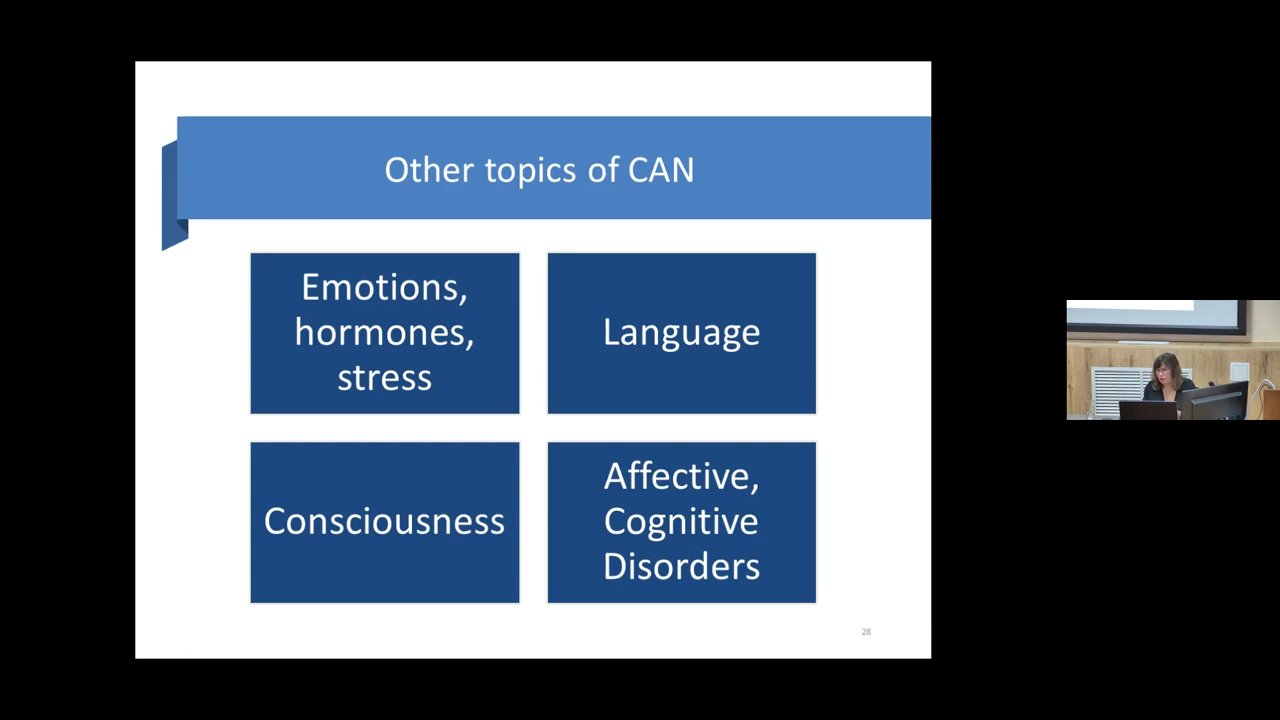 Other topics of CAN
Emotions,
hormones,
stress
Language
Consciousness
Affective,
Cognitive
Disorders
28